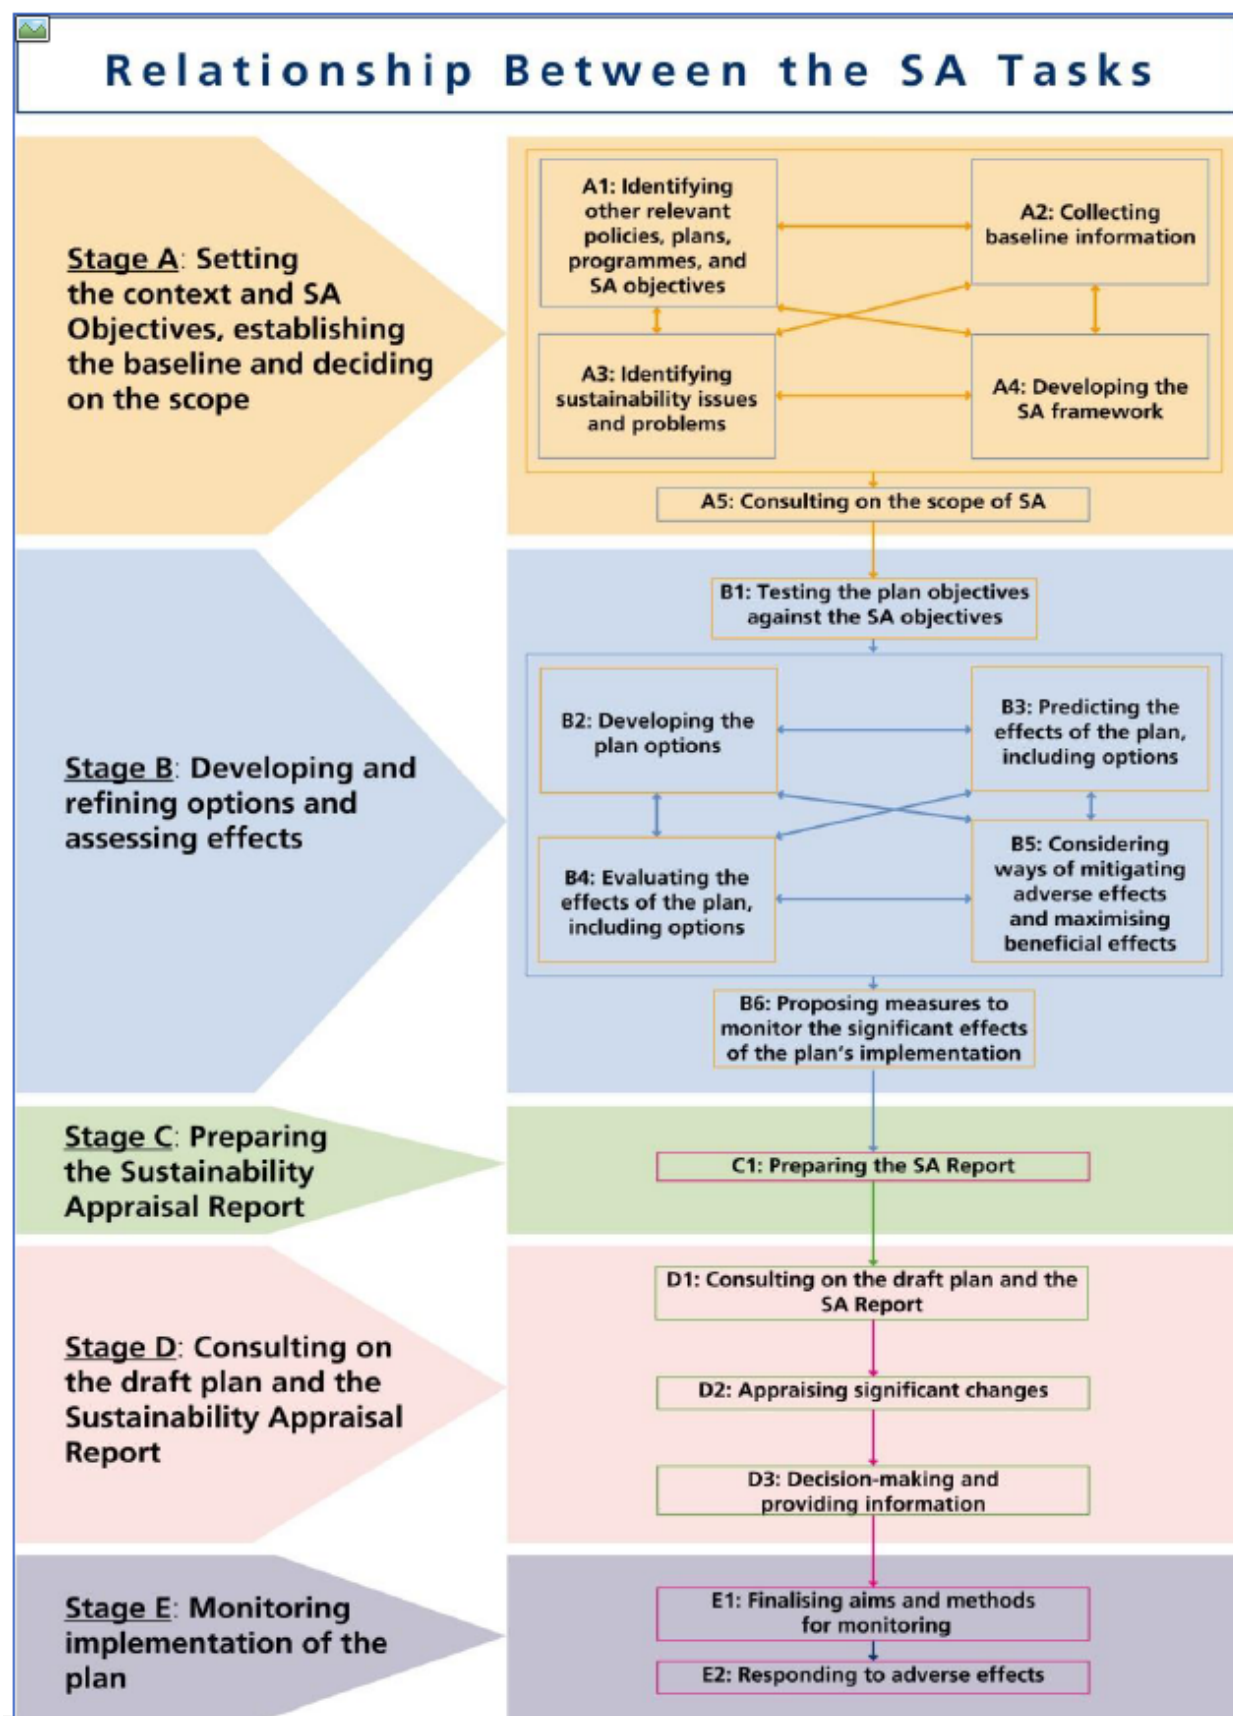 Relationship Between the SA Tasks
Stage A: Setting
the context and SA
Objectives, establishing
the baseline and deciding
on the scope
A1: Identifying
other relevant
policies, plans,
programmes, and
SA objectives
A2: Collecting
baseline information
A3: Identifying
sustainability issues
and problems
A4: Developing the
SA framework
A5: Consulting on the scope of SA
Stage B: Developing and
refining options and
assessing effects
B1: Testing the plan objectives
against the SA objectives
B2: Developing the
plan options
B3: Predicting the
effects of the plan,
including options
B4: Evaluating the
effects of the plan,
including options
B5: Considering
ways of mitigating
adverse effects
and maximising
beneficial effects
B6: Proposing measures to
monitor the significant effects
of the plan's implementation
Stage C: Preparing
the Sustainability
Appraisal Report
C1: Preparing the SA Report
Stage D: Consulting on
the draft plan and the
Sustainability Appraisal
Report
D1: Consulting on the draft plan and the
SA Report
D2: Appraising significant changes
D3: Decision-making and
providing information
Stage E: Monitoring
implementation of the
plan
E1: Finalising aims and methods
for monitoring
E2: Responding to adverse effects